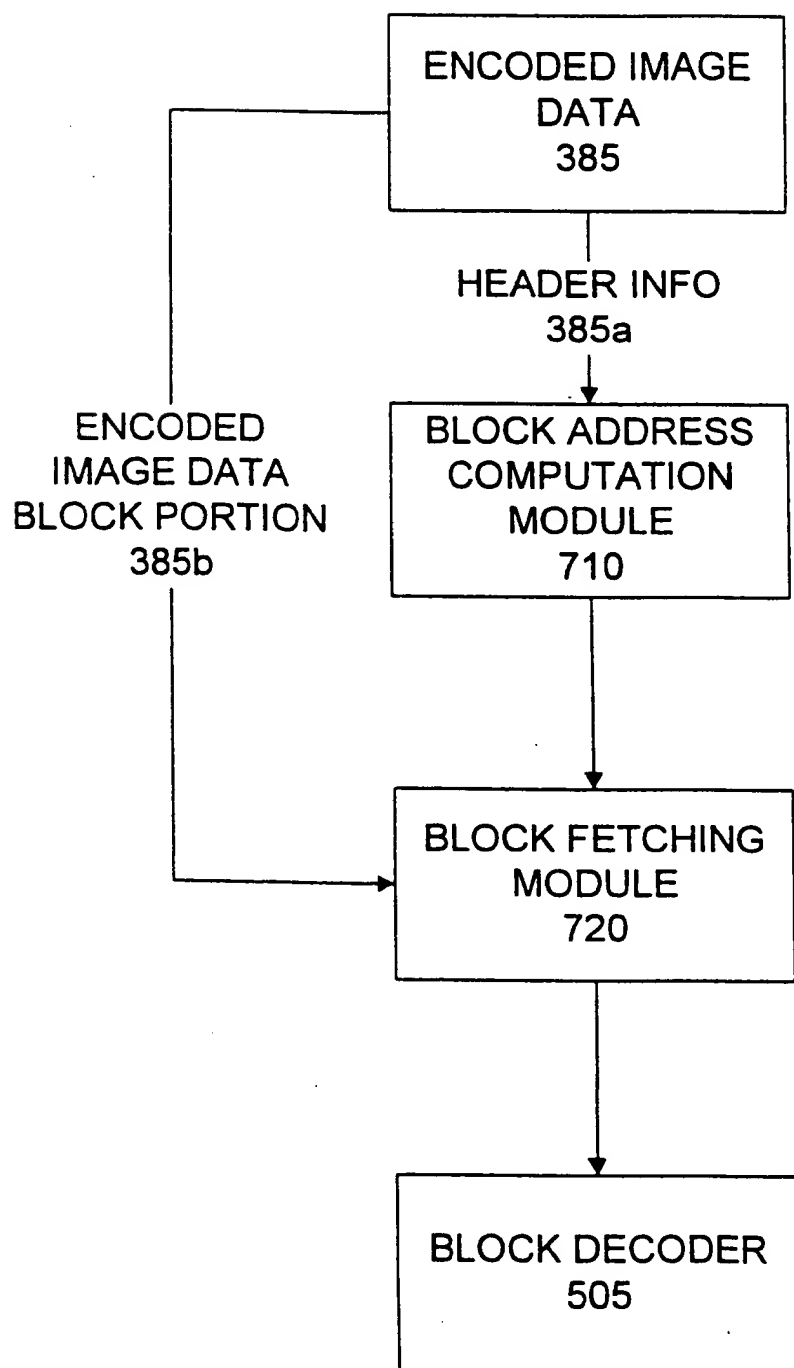 ENCODED IMAGE
DATA
385
HEADER INFO
385a
ENCODED
IMAGE DATA
BLOCK PORTION
385b
BLOCK ADDRESS
COMPUTATION
MODULE
710
BLOCK FETCHING
MODULE
720
BLOCK DECODER
505